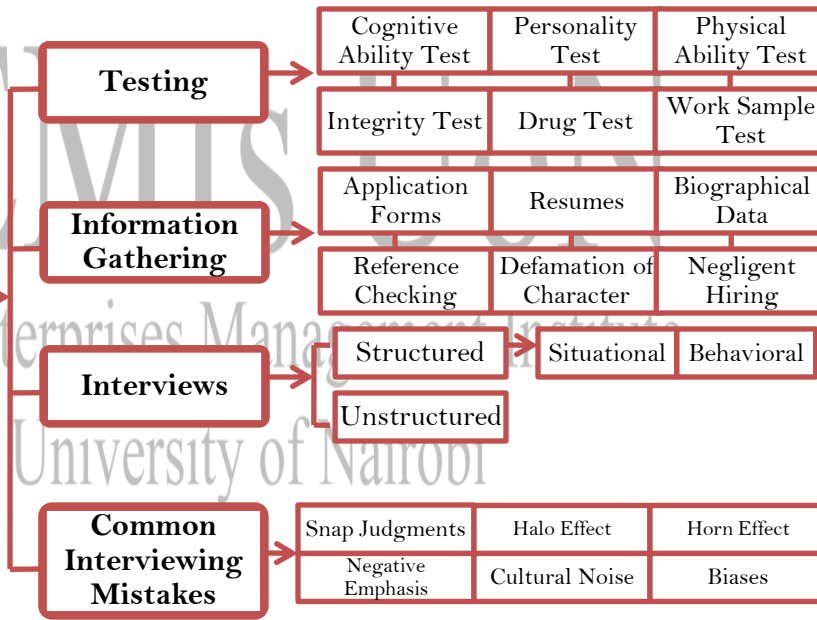 Cognitive
Ability Test
Personality
Test
Physical
Ability Test
Testing
Integrity Test
Drug Test
Work Sample
Test
Application
Forms
Resumes
Biographical
Data
Information
Gathering
Reference
Checking
Defamation of
Character
Negligent
Hiring
Structured
Situational
Behavioral
Interviews
Unstructured
University of Nairobi
Common
Interviewing
Mistakes
Snap Judgments
Halo Effect
Horn Effect
Negative
Emphasis
Cultural Noise
Biases